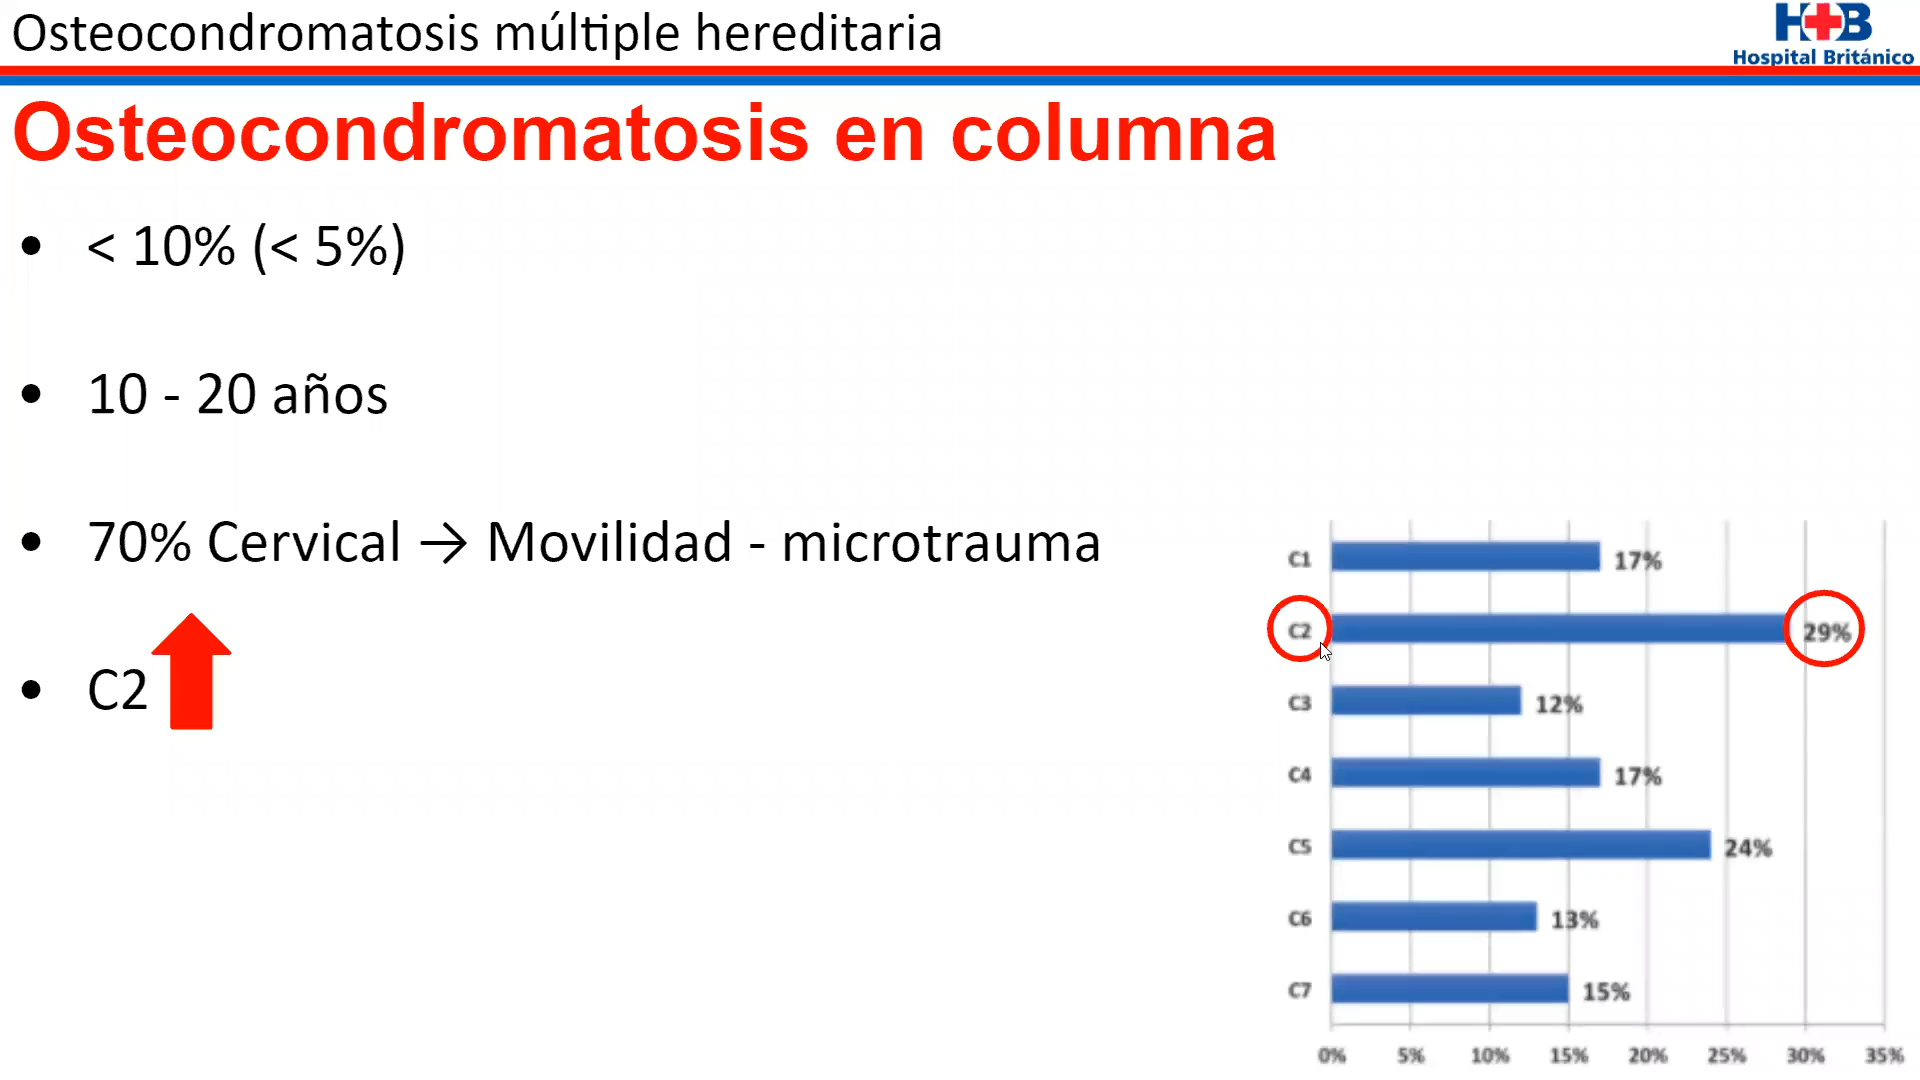 Osteocondromatosis múltiple hereditaria
H B
Hospital Británico
Osteocondromatosis en columna
• < 10% (< 5%)
• 10 - 20 años
• 70% Cervical → Movilidad - microtrauma
• C2
C1 17%
C2 29%
C3 12%
C4 17%
C5 24%
C6 13%
C7 15%
0% 5% 10% 15% 20% 25% 30% 35%